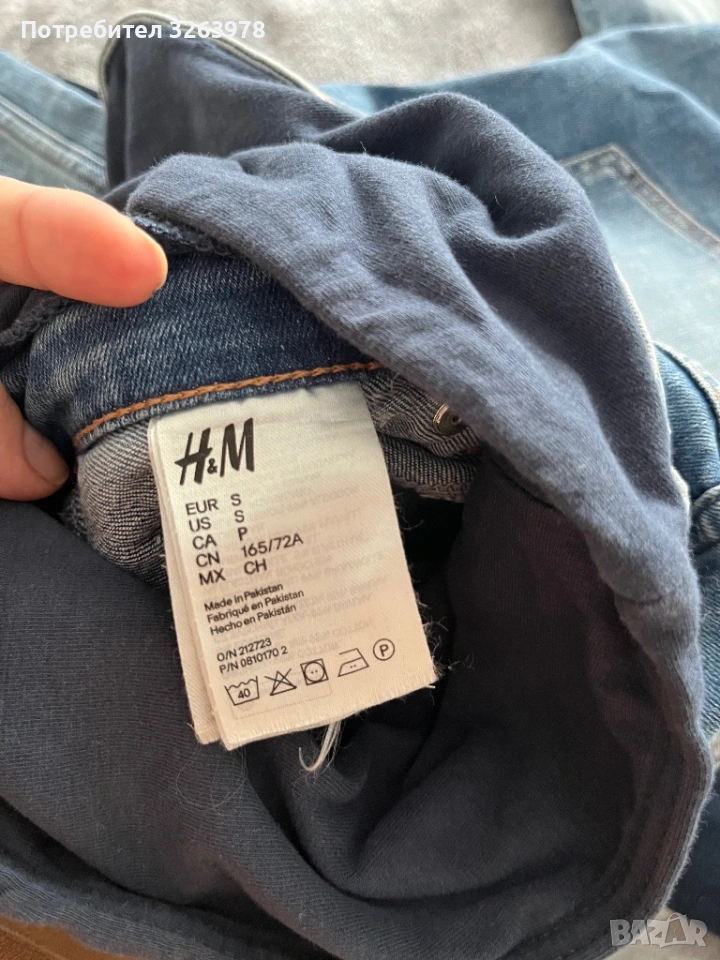 Потребител 3263978
H&M
EUR S
US S
CA P
CN 165/72A
MX CH
Made in Pakistan
Fabriqué en Pakistan
Hecho en Pakistán
O/N 212723
P/N 0810170 2
40 P
BAZAR